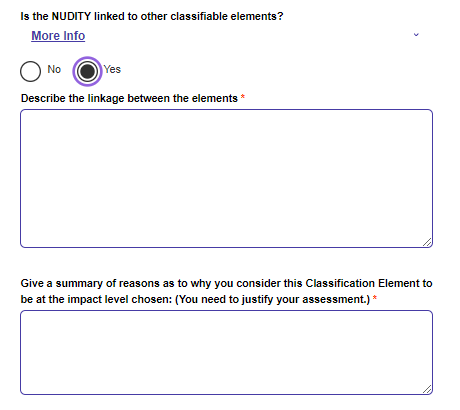 Is the NUDITY linked to other classifiable elements?
More Info
No Yes
Describe the linkage between the elements *
Give a summary of reasons as to why you consider this Classification Element to
be at the impact level chosen: (You need to justify your assessment.) *